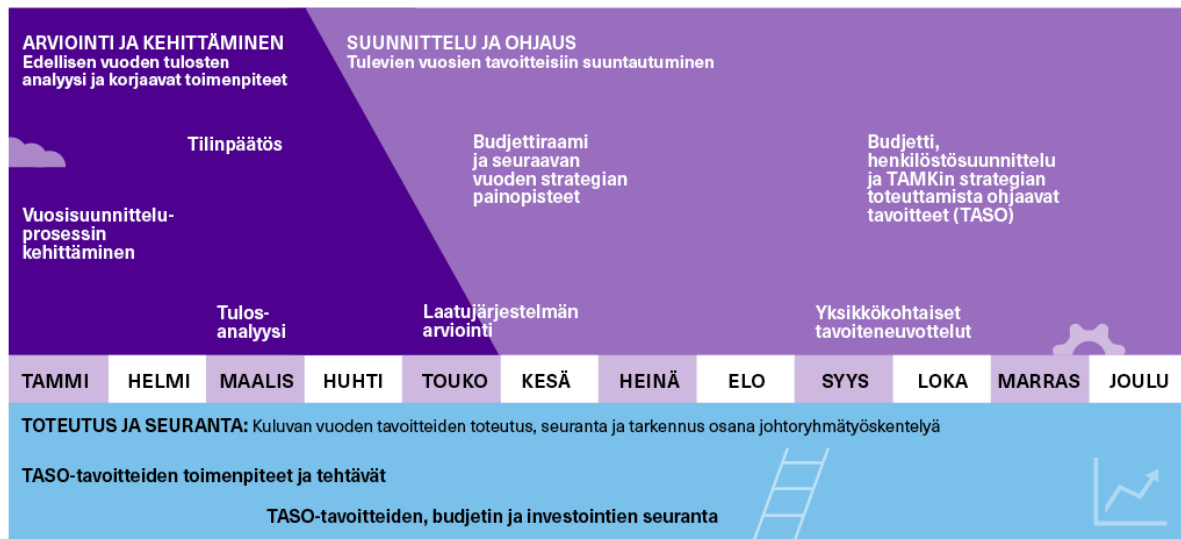 ARVIOINTI JA KEHITTÄMINEN
Edellisen vuoden tulosten
analyysi ja korjaavat toimenpiteet
SUUNNITTELU JA OHJAUS
Tulevien vuosien tavoitteisiin suuntautuminen
Tilinpäätös
Budjettiraami
ja seuraavan
vuoden strategian
painopisteet
Budjetti,
henkilöstösuunnittelu
ja TAMKin strategian
toteuttamista ohjaavat
tavoitteet (TASO)
Vuosisuunnittelu-
prosessin
kehittäminen
Tulos-
analyysi
Laatujärjestelmän
arviointi
Yksikkökohtaiset
tavoiteneuvottelut
TAMMI HELMI MAALIS HUHTI TOUKO KESÄ HEINÄ ELO SYYS LOKA MARRAS JOULU
TOTEUTUS JA SEURANTA: Kuluvan vuoden tavoitteiden toteutus, seuranta ja tarkennus osana johtoryhmätyöskentelyä
TASO-tavoitteiden toimenpiteet ja tehtävät
TASO-tavoitteiden, budjetin ja investointien seuranta